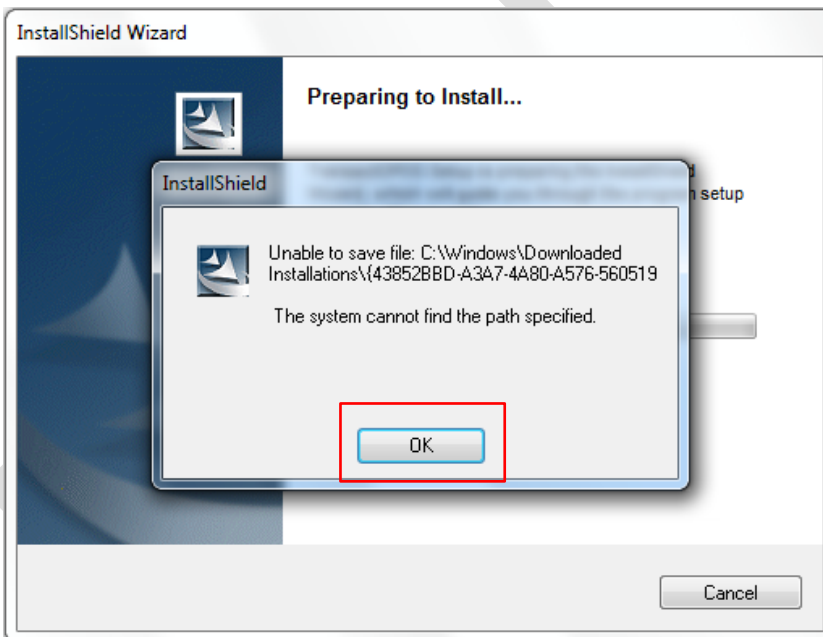 InstallShield Wizard
Preparing to Install...
n setup
InstallShield
Unable to save file: C:\Windows\Downloaded
Installations\{43852BBD-A3A7-4A80-A576-560519
The system cannot find the path specified.
OK
Cancel